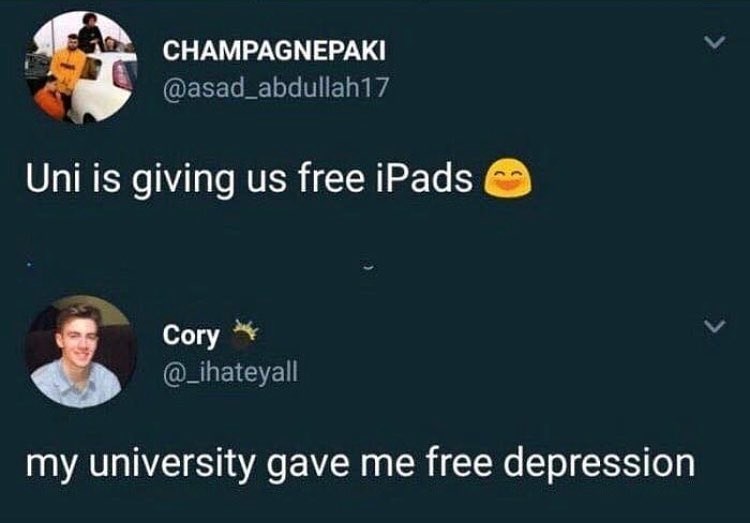 CHAMPAGNEPAKI
@asad_abdullah17
Uni is giving us free iPads 😄
Cory
@_ihateyall
my university gave me free depression